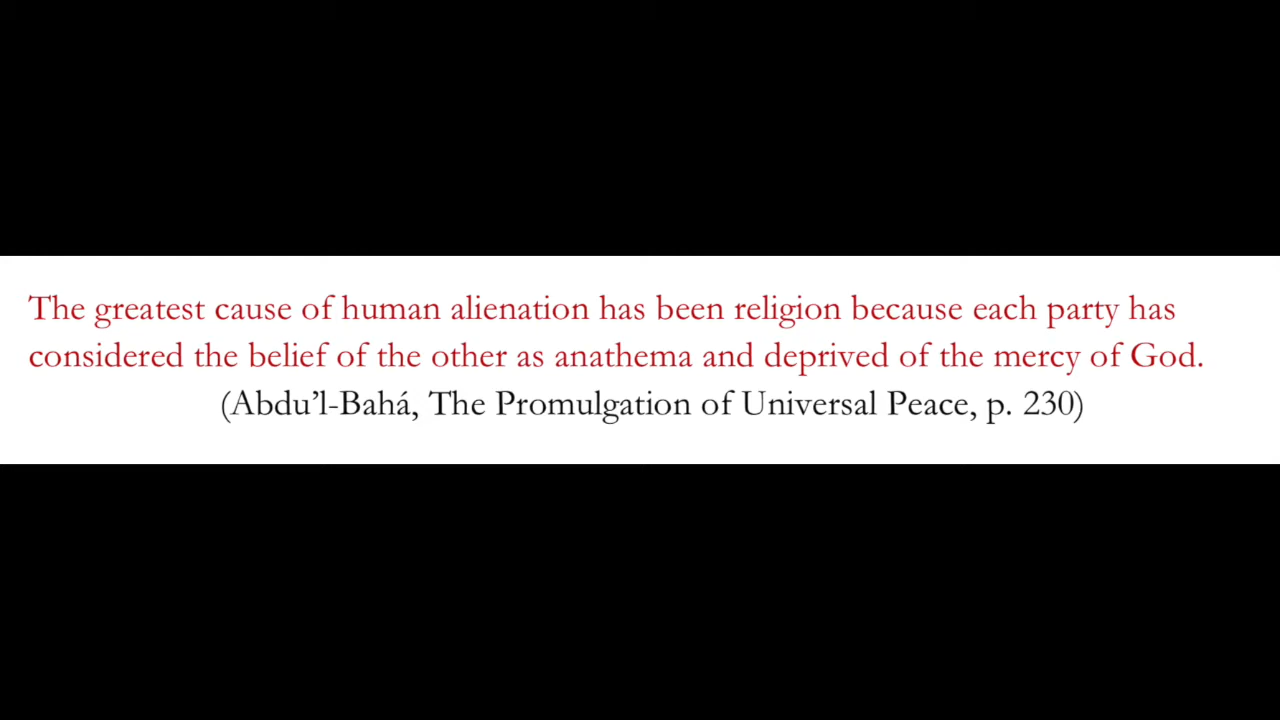 The greatest cause of human alienation has been religion because each party has
considered the belief of the other as anathema and deprived of the mercy of God.
(Abdu’l-Bahá, The Promulgation of Universal Peace, p. 230)